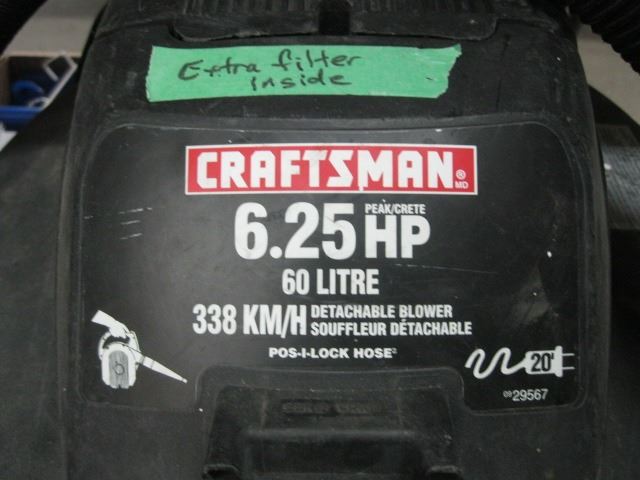 Extra filter
inside
CRAFTSMAN®
MD
6.25 PEAK/CRETE HP
60 LITRE
338 KM/H DETACHABLE BLOWER
SOUFFLEUR DÉTACHABLE
POS-I-LOCK HOSE²
20'
29567